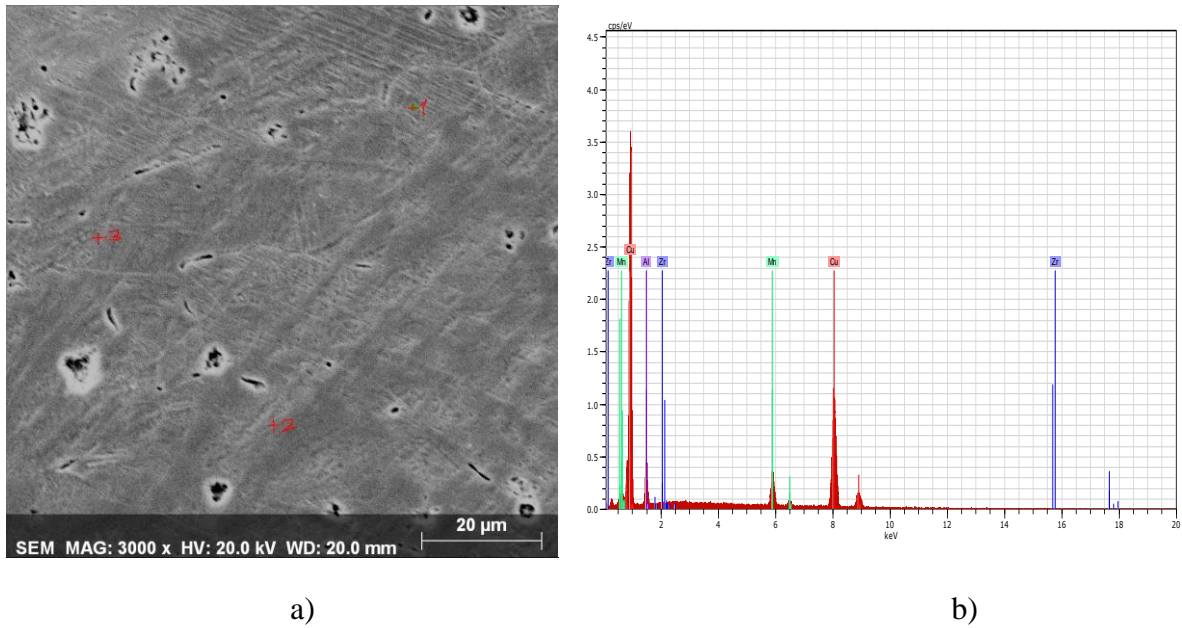 +1
+3
+2
20 µm
SEM MAG: 3000 x HV: 20.0 kV WD: 20.0 mm
a)
cps/eV
4.5
4.0
3.5
3.0
2.5
2.0
1.5
1.0
0.5
0.0
Zr Mn Cu Al Zr Mn Cu Zr
2 4 6 8 10 12 14 16 18 20
keV
b)